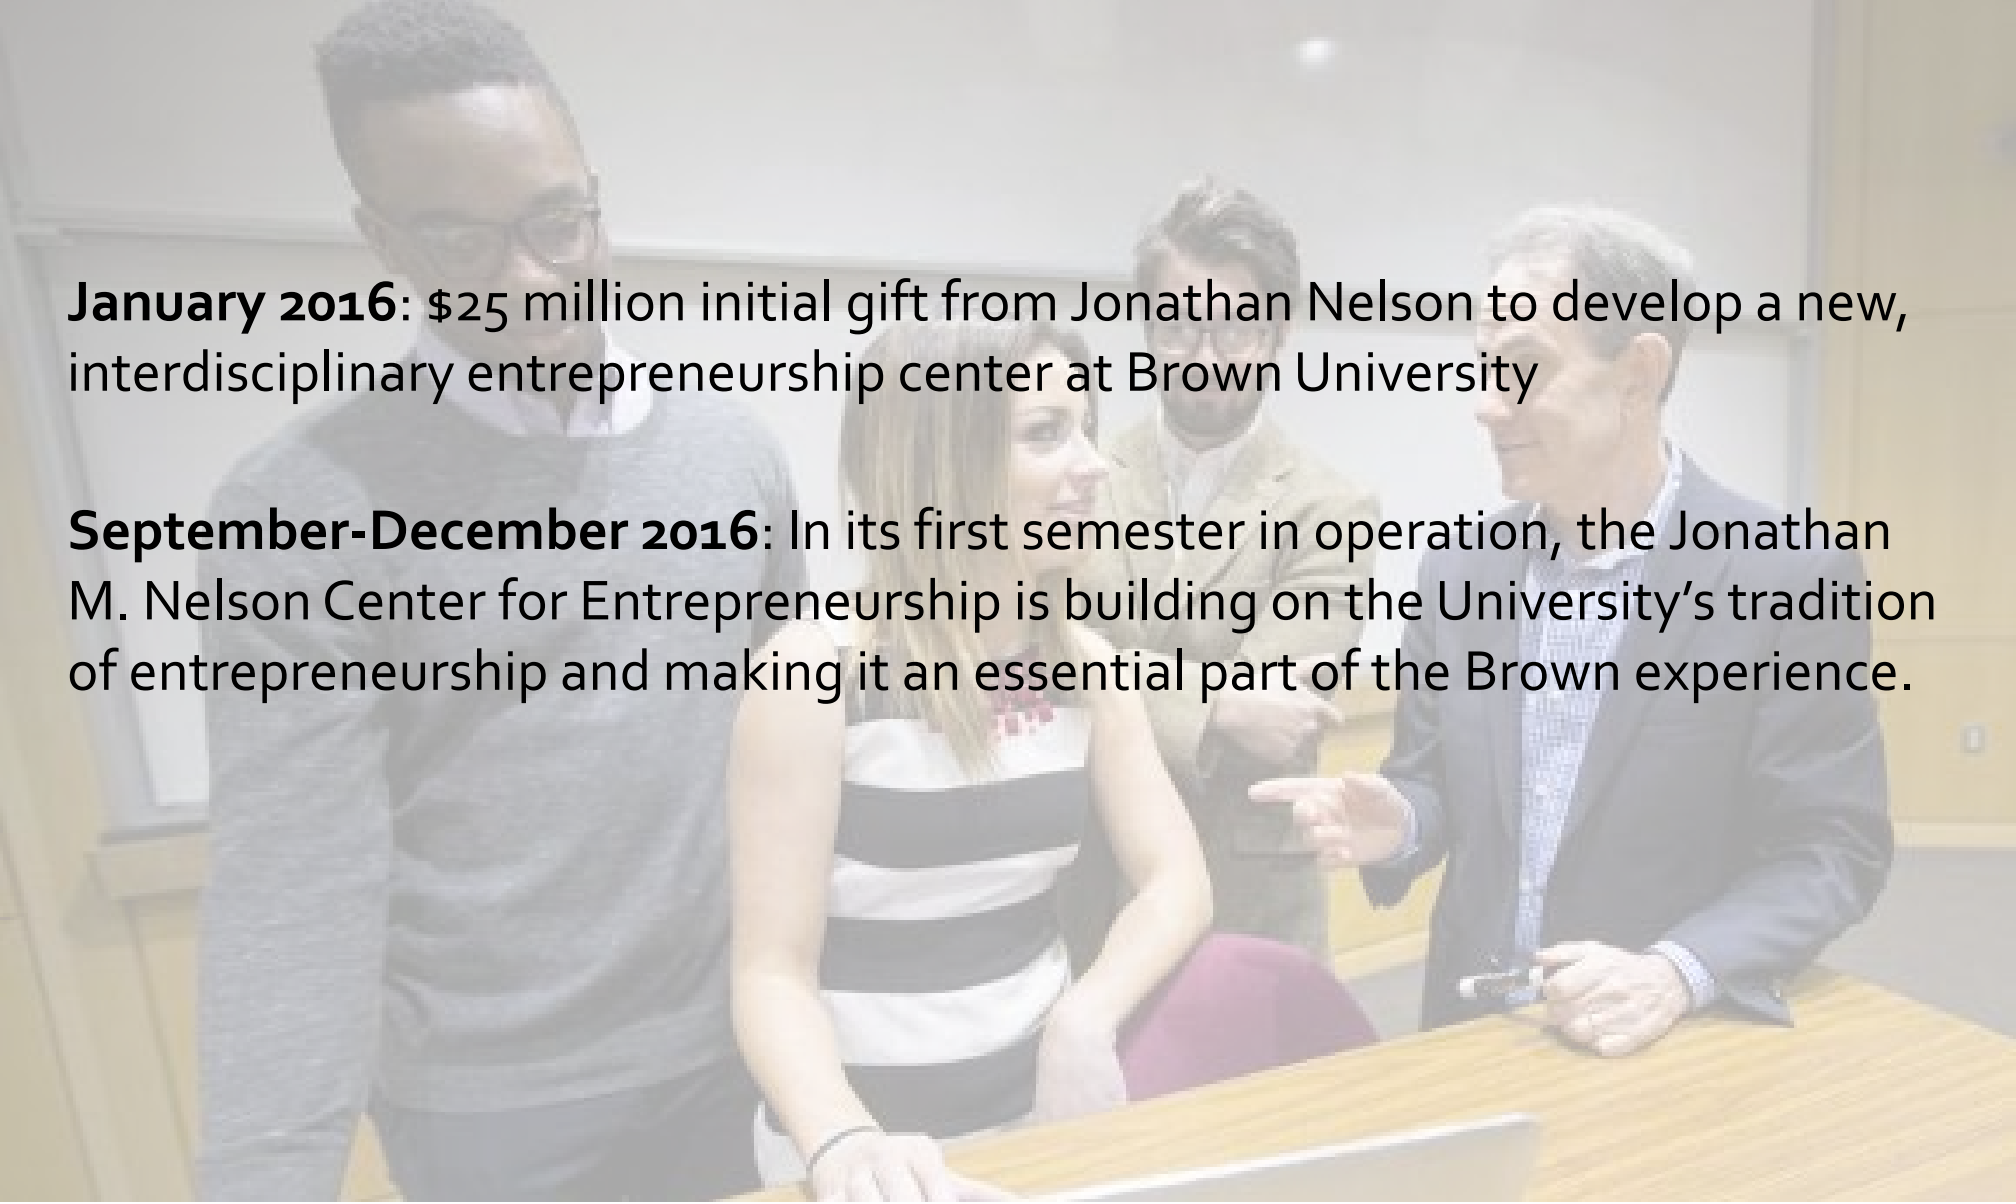 January 2016: $25 million initial gift from Jonathan Nelson to develop a new,
interdisciplinary entrepreneurship center at Brown University
September-December 2016: In its first semester in operation, the Jonathan
M. Nelson Center for Entrepreneurship is building on the University’s tradition
of entrepreneurship and making it an essential part of the Brown experience.